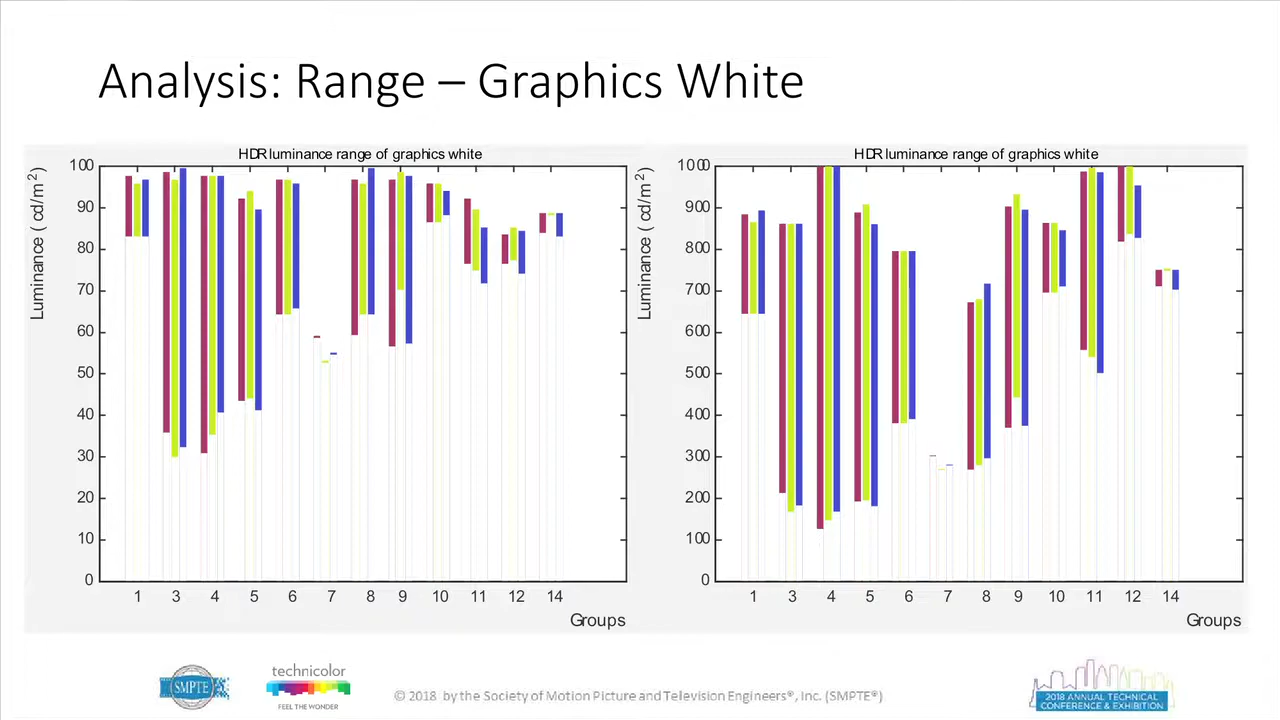 Analysis: Range – Graphics White
HDR luminance range of graphics white
Luminance ( cd/m2)
100
90
80
70
60
50
40
30
20
10
0
1 3 4 5 6 7 8 9 10 11 12 14
Groups
HDR luminance range of graphics white
Luminance ( cd/m2)
1000
900
800
700
600
500
400
300
200
100
0
1 3 4 5 6 7 8 9 10 11 12 14
Groups
SMPTE
technicolor
FEEL THE WONDER
© 2018 by the Society of Motion Picture and Television Engineers®, Inc. (SMPTE®)
2018 ANNUAL TECHNICAL
CONFERENCE & EXHIBITION